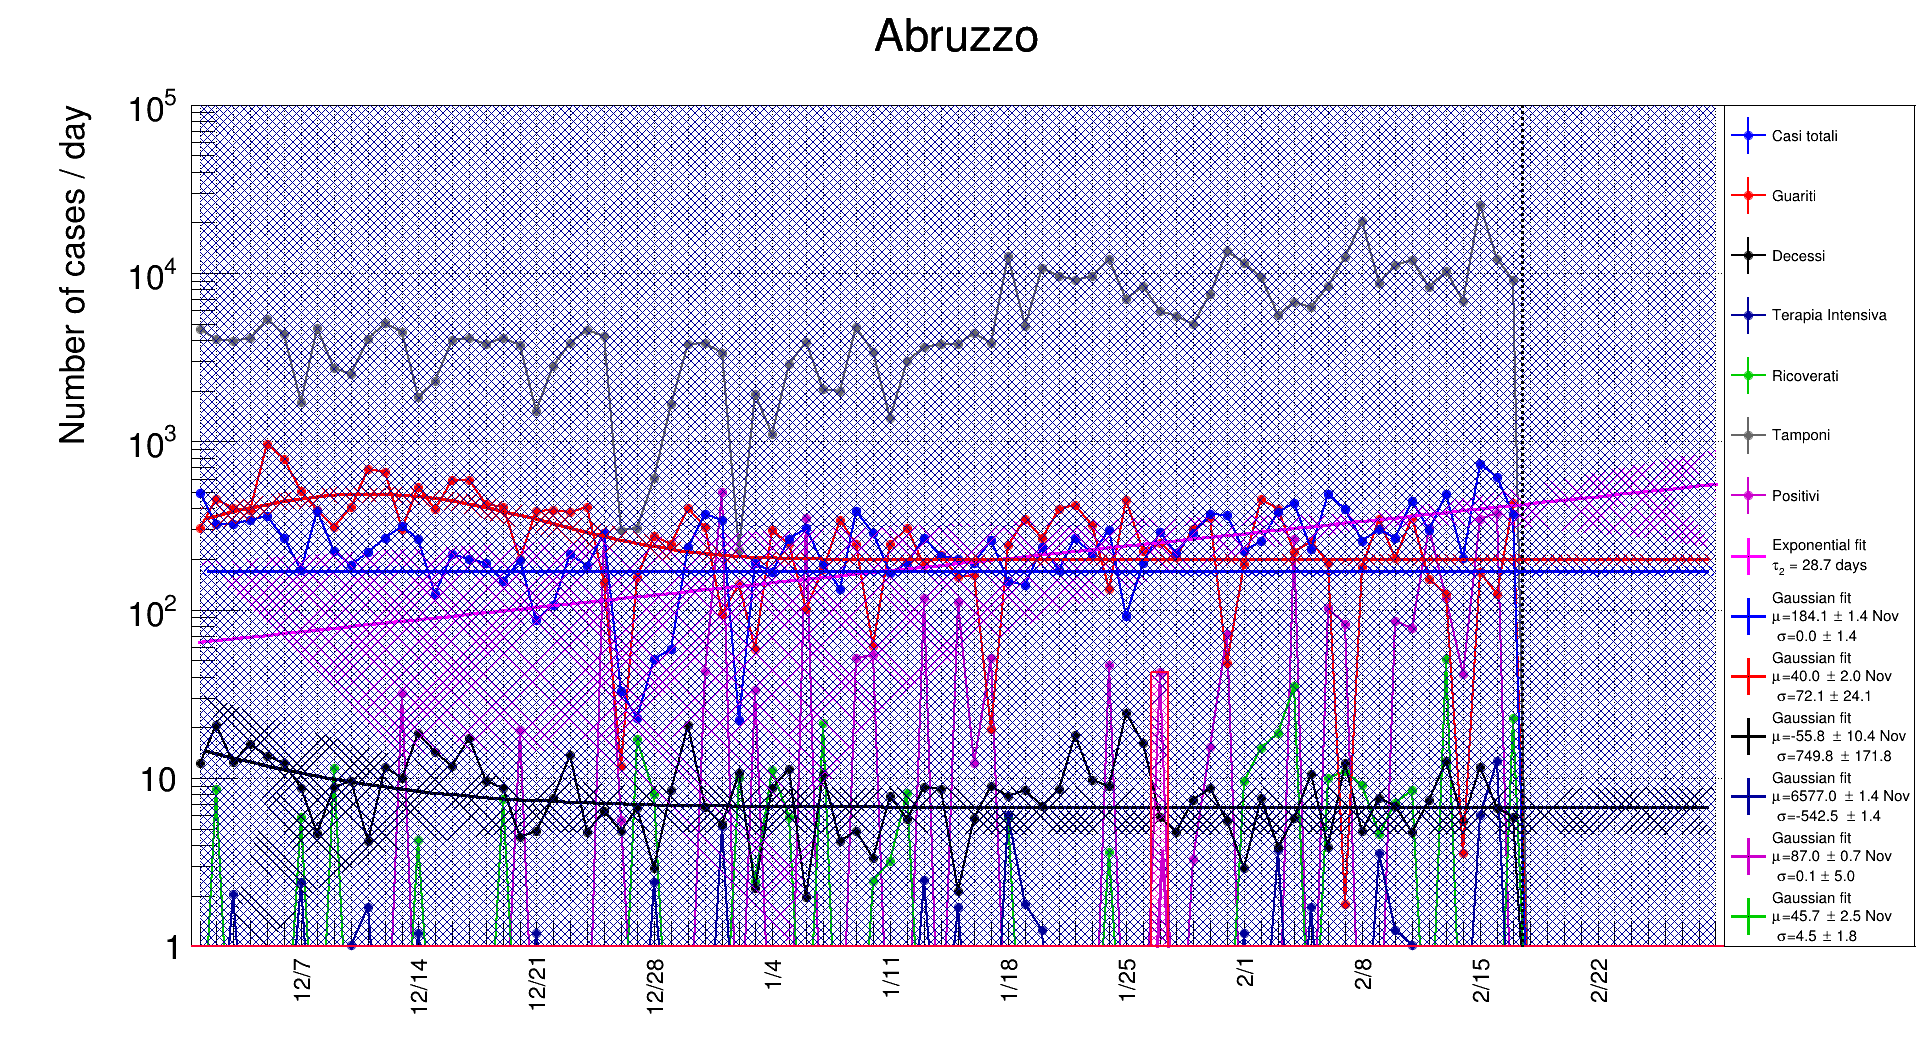 Abruzzo
Number of cases / day
10^5
10^4
10^3
10^2
10
1
12/7
12/14
12/21
12/28
1/4
1/11
1/18
1/25
2/1
2/8
2/15
2/22
Casi totali
Guariti
Decessi
Terapia Intensiva
Ricoverati
Tamponi
Positivi
Exponential fit
τ₂ = 28.7 days
Gaussian fit
μ=184.1 ± 1.4 Nov
σ=0.0 ± 1.4
Gaussian fit
μ=40.0 ± 2.0 Nov
σ=72.1 ± 24.1
Gaussian fit
μ=-55.8 ± 10.4 Nov
σ=749.8 ± 171.8
Gaussian fit
μ=6577.0 ± 1.4 Nov
σ=-542.5 ± 1.4
Gaussian fit
μ=87.0 ± 0.7 Nov
σ=0.1 ± 5.0
Gaussian fit
μ=45.7 ± 2.5 Nov
σ=4.5 ± 1.8